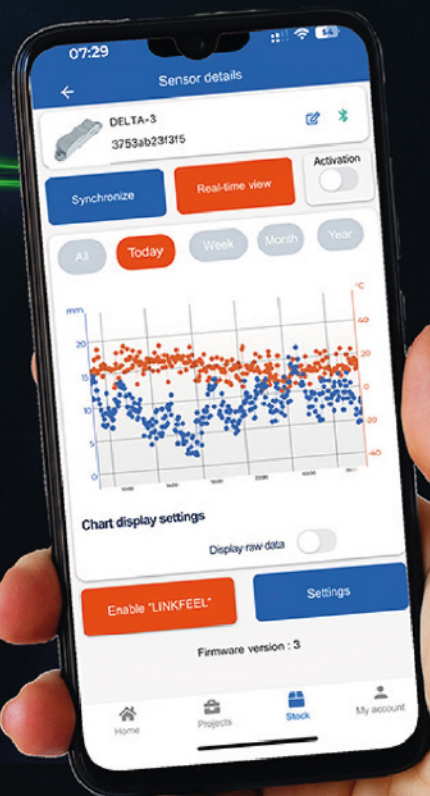 07:29
54
Sensor details
DELTA-3
3753ab23f3f5
Synchronize
Real-time view
Activation
All
Today
Week
Month
Year
mm
°C
20
15
10
5
0
40
20
0
-20
-40
Chart display settings
Display raw data
Enable "LINKFEEL"
Settings
Firmware version : 3
Home
Projects
Stock
My account